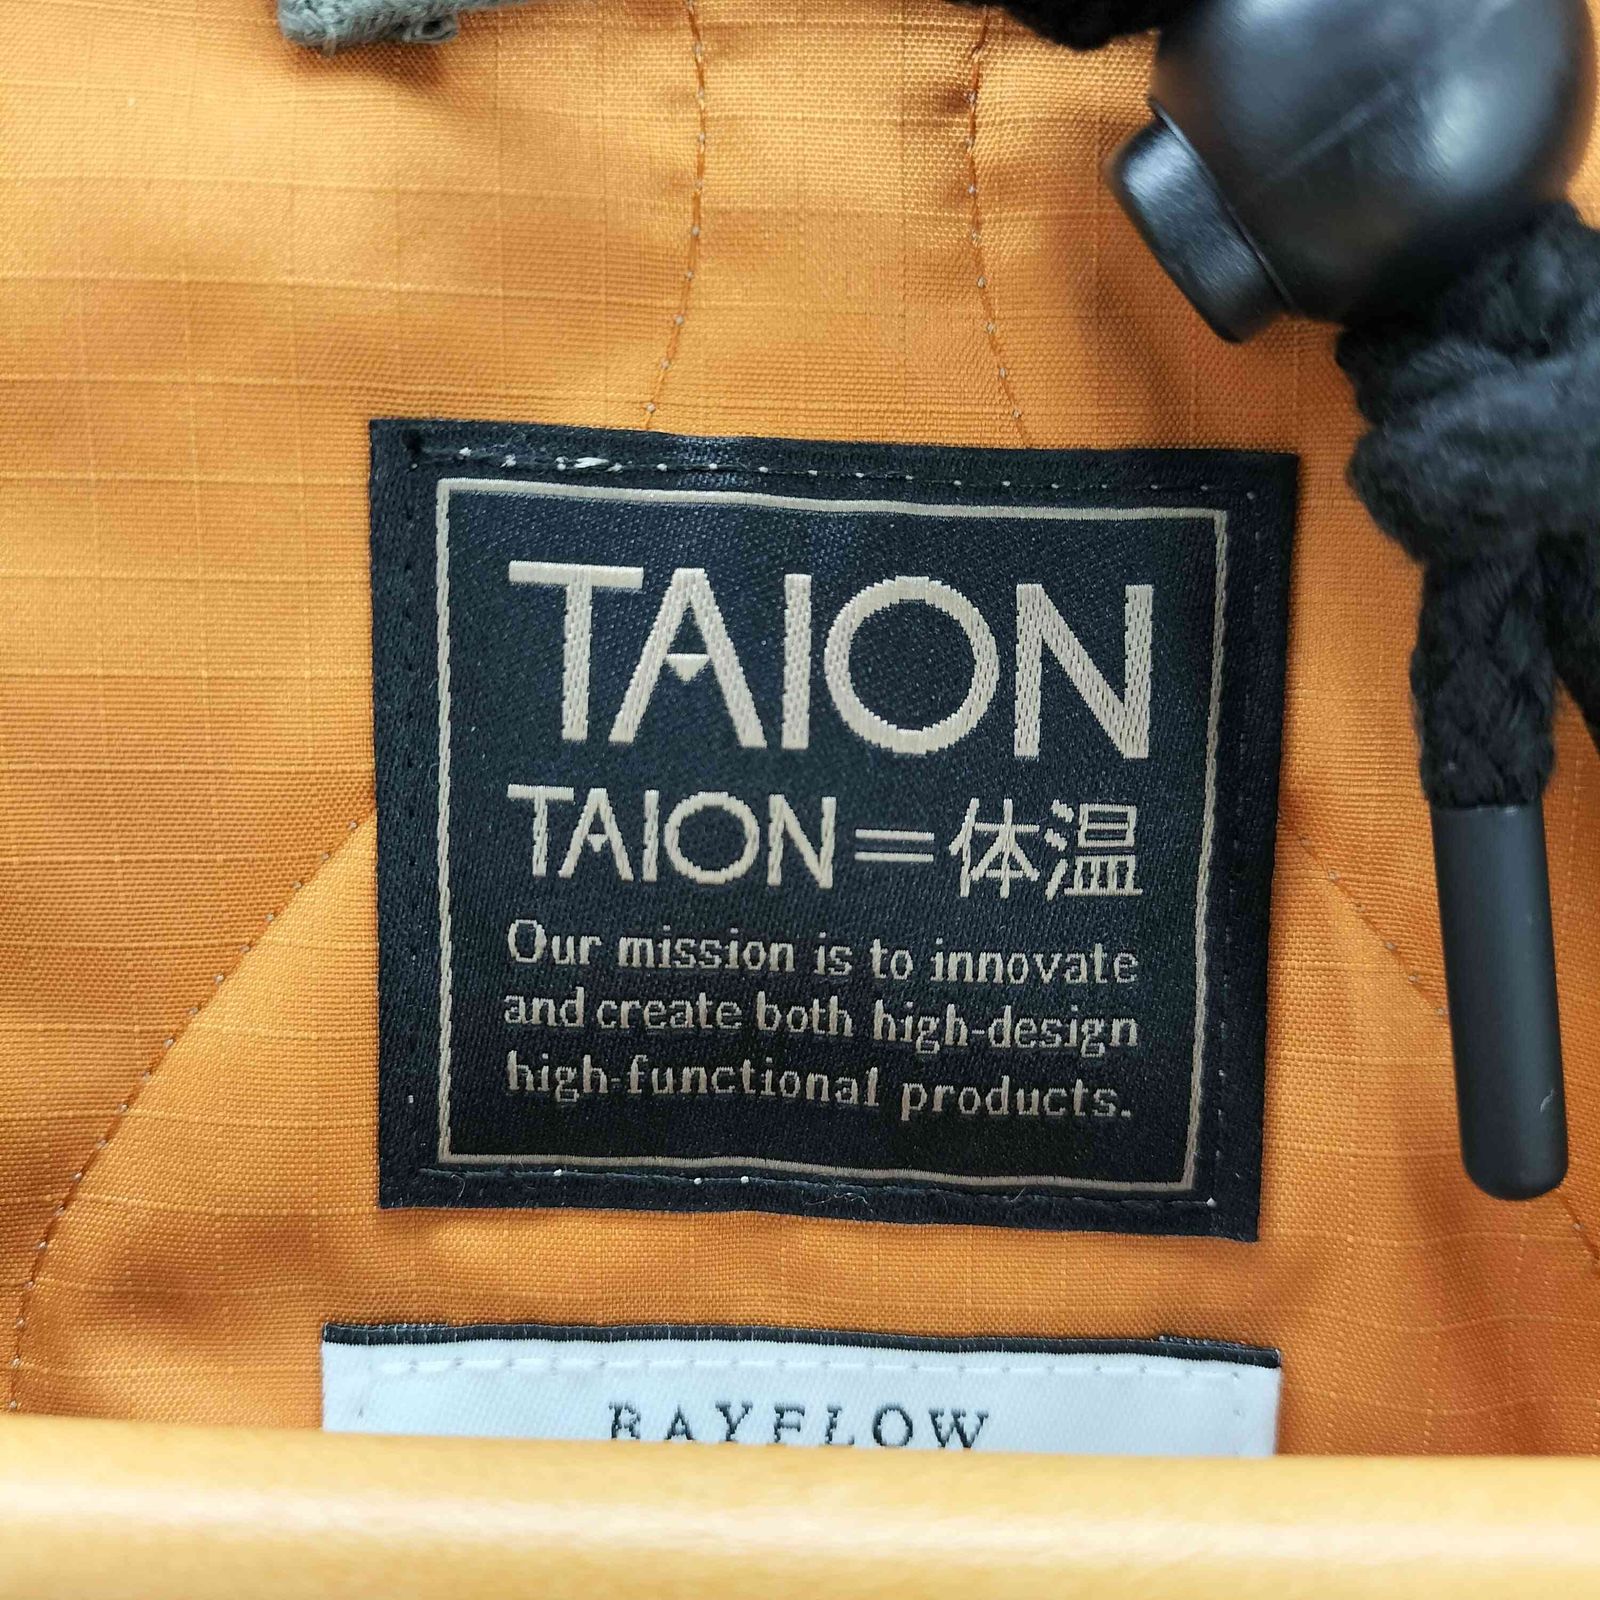 TAION
TAION=体温
Our mission is to innovate
and create both high-design
high-functional products.
RAYFLOW